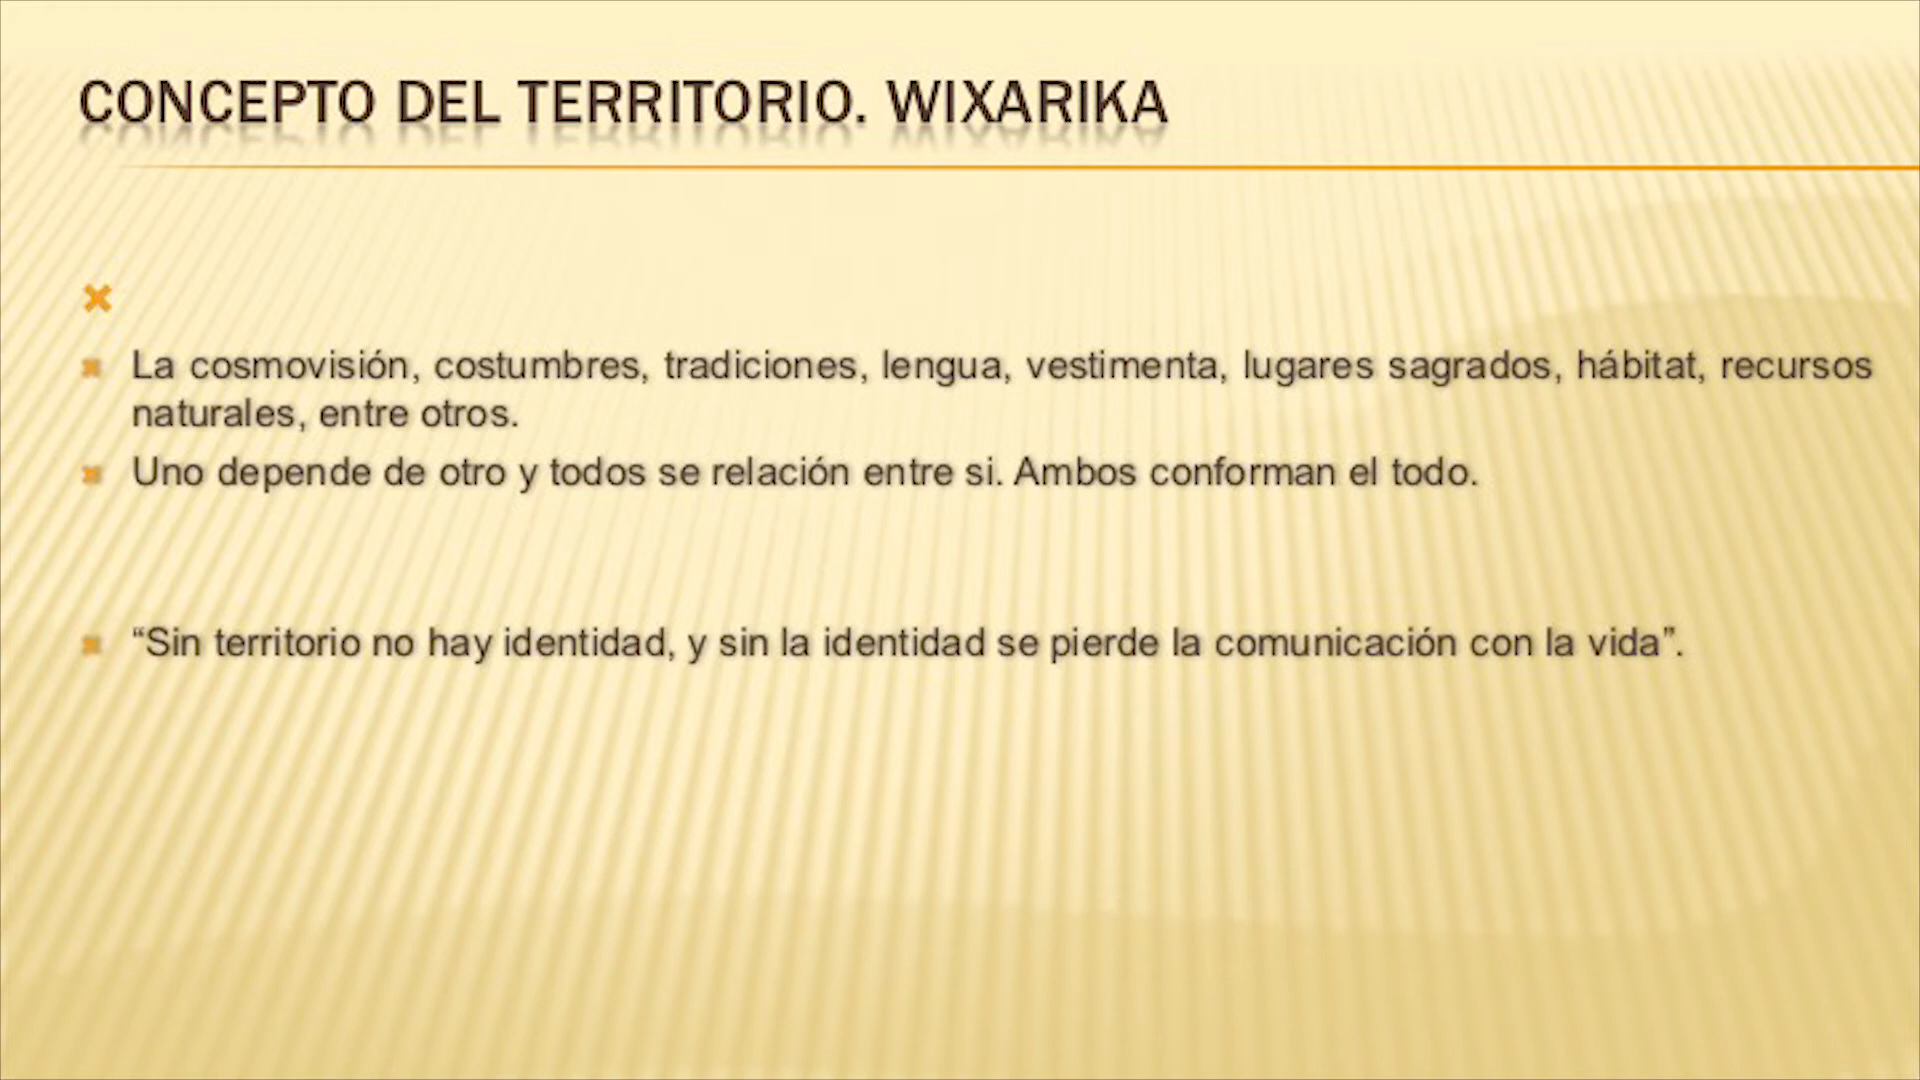 CONCEPTO DEL TERRITORIO. WIXARIKA
La cosmovisión, costumbres, tradiciones, lengua, vestimenta, lugares sagrados, hábitat, recursos
naturales, entre otros.
Uno depende de otro y todos se relación entre si. Ambos conforman el todo.
“Sin territorio no hay identidad, y sin la identidad se pierde la comunicación con la vida”.